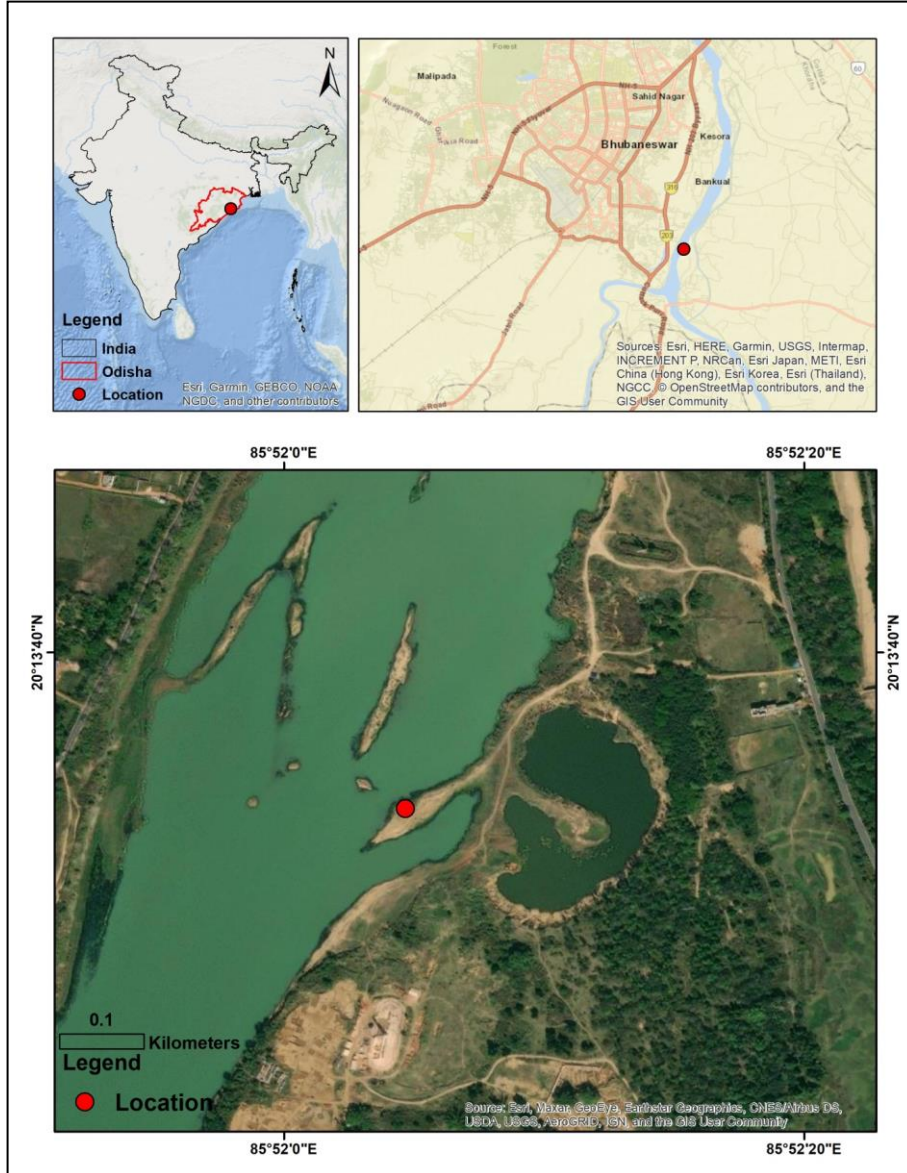 N
Legend
India
Odisha
Location
Esri, Garmin, GEBCO, NOAA
NGDC, and other contributors
Forest
Malipada
Sahid Nagar
Kesora
Bhubaneswar
Bankual
NH-5
316
203
Sources: Esri, HERE, Garmin, USGS, Intermap,
INCREMENT P, NRCan, Esri Japan, METI, Esri
China (Hong Kong), Esri Korea, Esri (Thailand),
NGCC, © OpenStreetMap contributors, and the
GIS User Community
85°52'0"E
85°52'20"E
20°13'40"N
20°13'40"N
0.1
Kilometers
Legend
Location
Source: Esri, Maxar, GeoEye, Earthstar Geographics, CNES/Airbus DS,
USDA, USGS, AeroGRID, IGN, and the GIS User Community
85°52'0"E
85°52'20"E